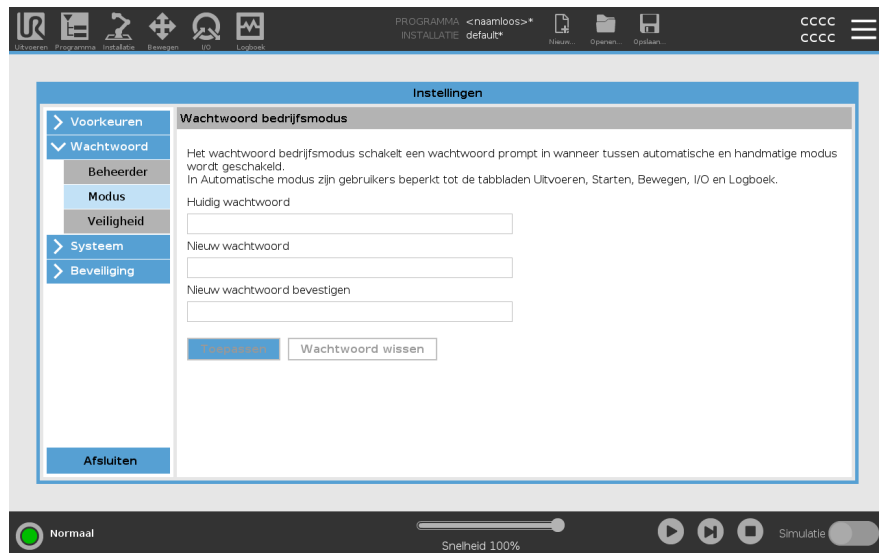 PROGRAMMA <naamloos>*
INSTALLATIE default*
Uitvoeren Programma Installatie Bewegen I/O Logboek
Nieuw... Openen... Opslaan...
CCCC
CCCC
Instellingen
Voorkeuren
Wachtwoord
Beheerder
Modus
Veiligheid
Systeem
Beveiliging
Afsluiten
Wachtwoord bedrijfsmodus
Het wachtwoord bedrijfsmodus schakelt een wachtwoord prompt in wanneer tussen automatische en handmatige modus
wordt geschakeld.
In Automatische modus zijn gebruikers beperkt tot de tabbladen Uitvoeren, Starten, Bewegen, I/O en Logboek.
Huidig wachtwoord
Nieuw wachtwoord
Nieuw wachtwoord bevestigen
Toepassen Wachtwoord wissen
Normaal
Snelheid 100%
Simulatie